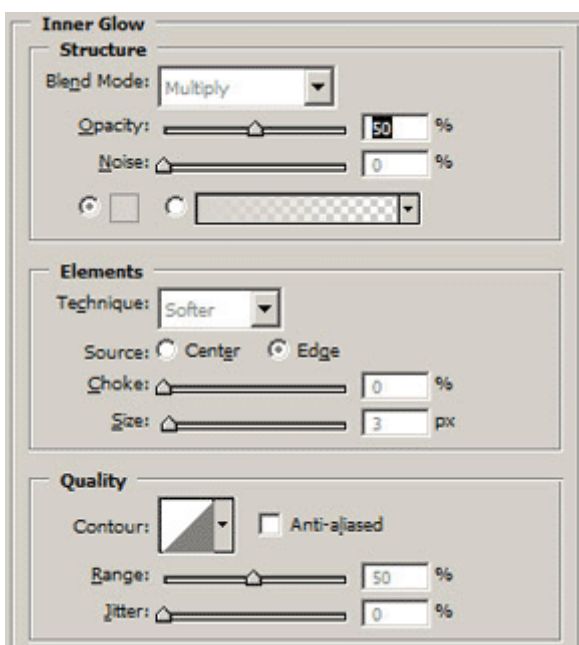 Inner Glow
Structure
Blend Mode: Multiply
Opacity: 50 %
Noise: 0 %
Elements
Technique: Softer
Source: Center Edge
Choke: 0 %
Size: 3 px
Quality
Contour: Anti-aliased
Range: 50 %
Jitter: 0 %